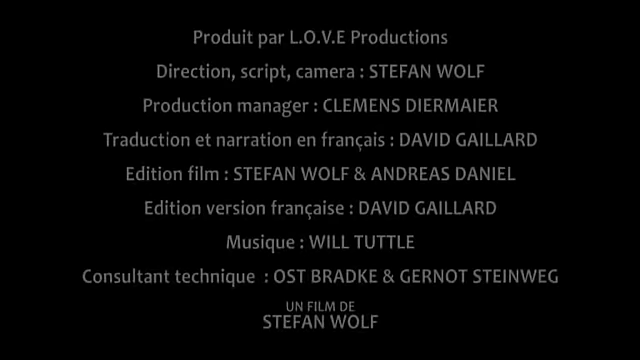 Produit par L.O.V.E Productions
Direction, script, camera : STEFAN WOLF
Production manager : CLEMENS DIERMAIER
Traduction et narration en français : DAVID GAILLARD
Edition film : STEFAN WOLF & ANDREAS DANIEL
Edition version française : DAVID GAILLARD
Musique : WILL TUTTLE
Consultant technique  : OST BRADKE & GERNOT STEINWEG
UN FILM DE
STEFAN WOLF